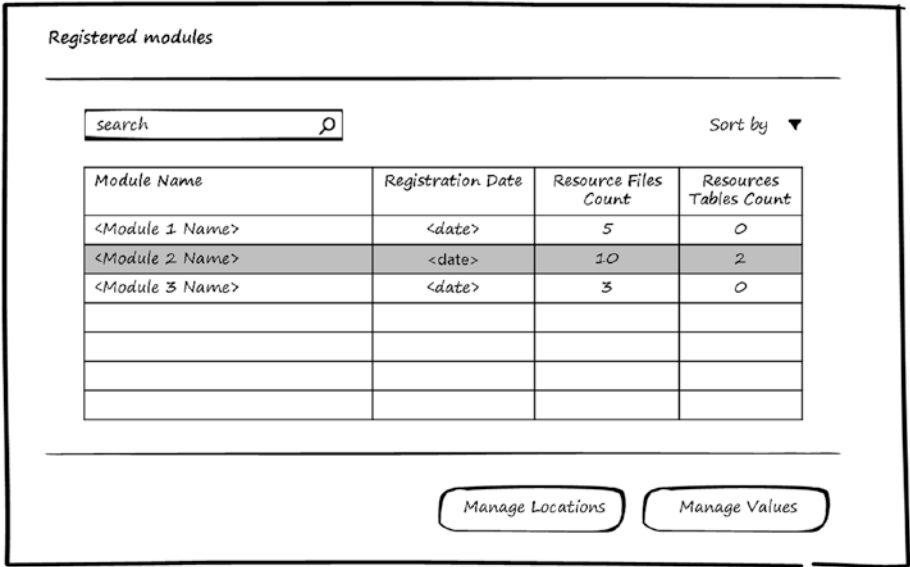 Registered modules
search
Sort by
Module Name Registration Date Resource Files Count Resources Tables Count
<Module 1 Name> <date> 5 0
<Module 2 Name> <date> 10 2
<Module 3 Name> <date> 3 0
Manage Locations Manage Values